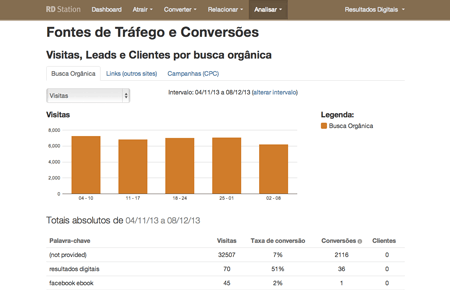 RD Station Dashboard Atrair Converter Relacionar Analisar Resultados Digitais
Fontes de Tráfego e Conversões
Visitas, Leads e Clientes por busca orgânica
Busca Orgânica Links (outros sites) Campanhas (CPC)
Visitas Intervalo: 04/11/13 a 08/12/13 (alterar intervalo)
Visitas Legenda:
Busca Orgânica
8,000
6,000
4,000
2,000
0
04 - 10 11 - 17 18 - 24 25 - 01 02 - 08
Totais absolutos de 04/11/13 a 08/12/13
Palavra-chave Visitas Taxa de conversão Conversões Clientes
(not provided) 32507 7% 2116 0
resultados digitais 70 51% 36 0
facebook ebook 45 2% 1 0